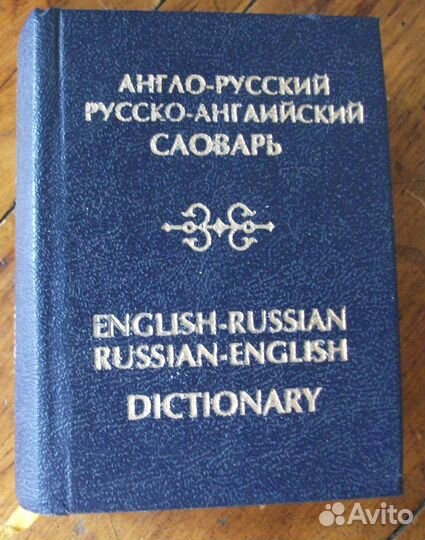 АНГЛО-РУССКИЙ
РУССКО-АНГЛИЙСКИЙ
СЛОВАРЬ
ENGLISH-RUSSIAN
RUSSIAN-ENGLISH
DICTIONARY
Avito